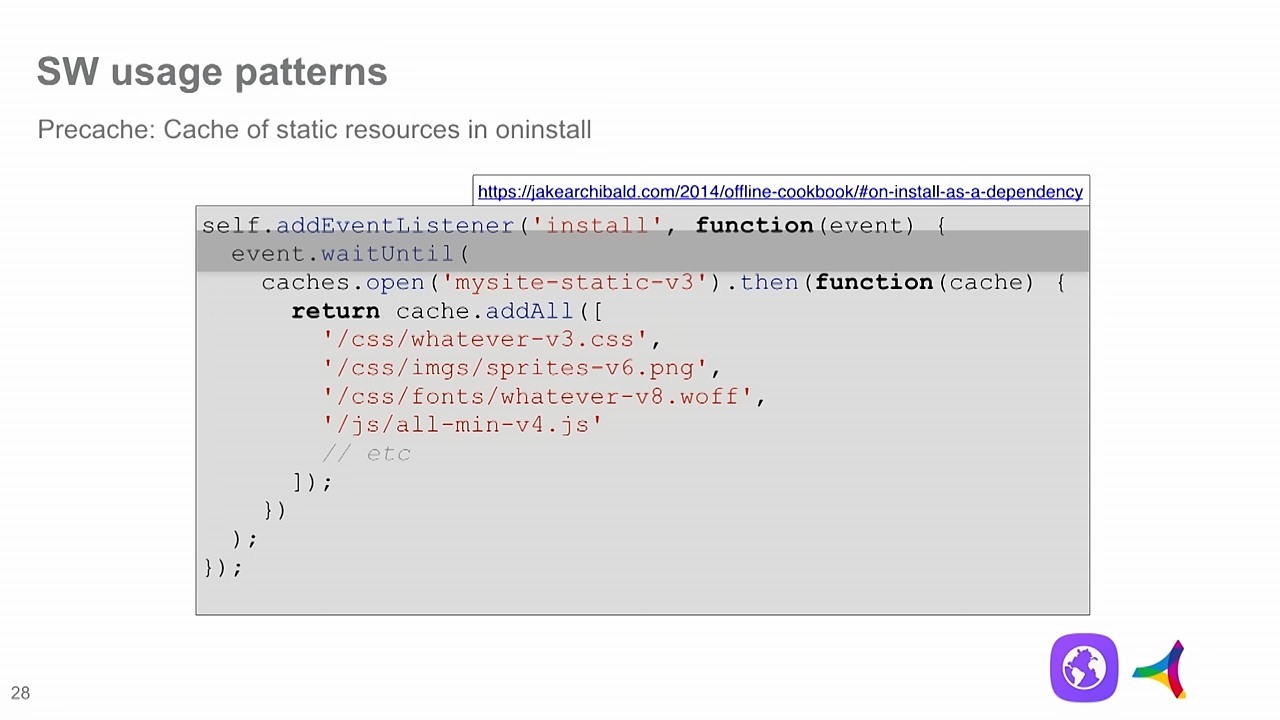 SW usage patterns
Precache: Cache of static resources in oninstall
https://jakearchibald.com/2014/offline-cookbook/#on-install-as-a-dependency
self.addEventListener('install', function(event) {
  event.waitUntil(
    caches.open('mysite-static-v3').then(function(cache) {
      return cache.addAll([
        '/css/whatever-v3.css',
        '/css/imgs/sprites-v6.png',
        '/css/fonts/whatever-v8.woff',
        '/js/all-min-v4.js'
        // etc
      ]);
    })
  );
});
28